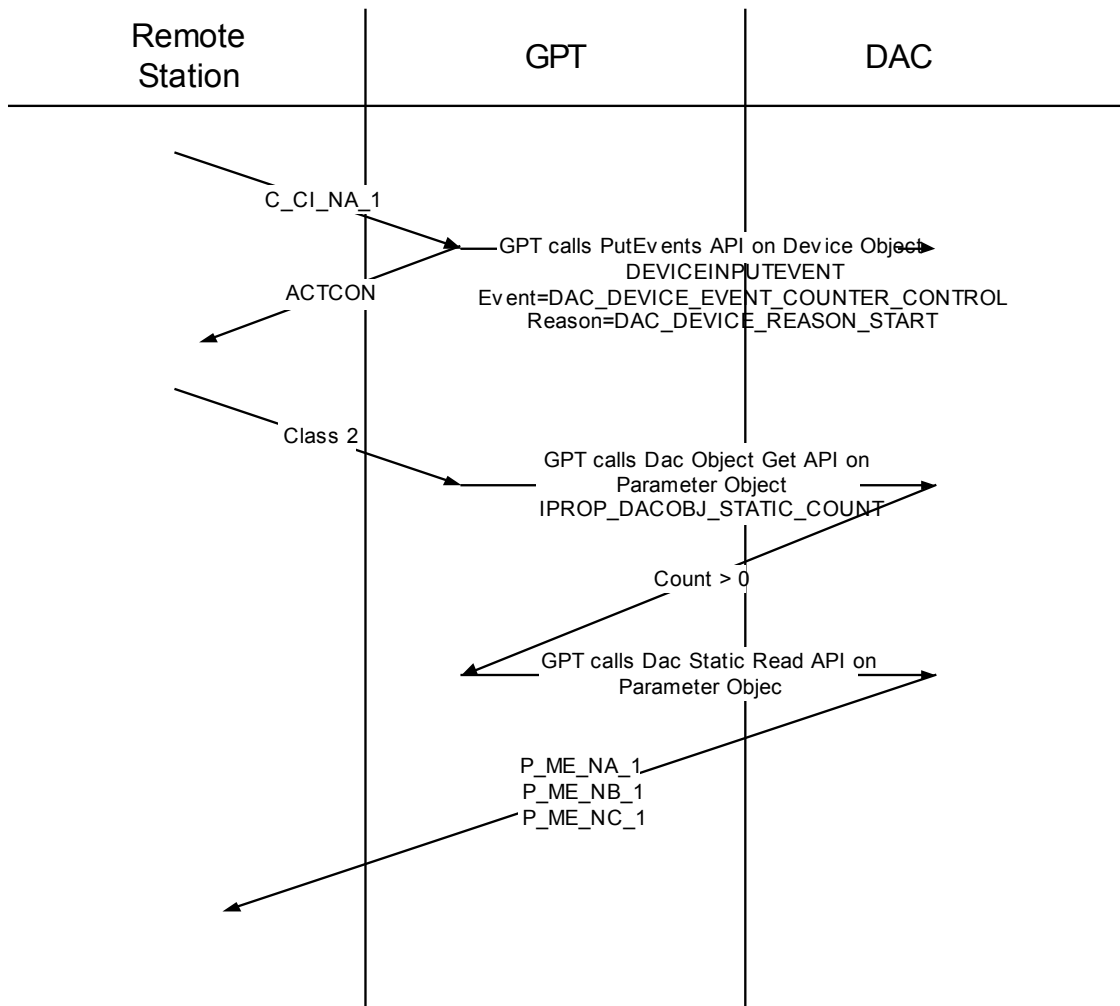 Remote
Station
GPT
DAC
C_CI_NA_1
GPT calls PutEvents API on Device Object
DEVICEINPUTEVENT
Event=DAC_DEVICE_EVENT_COUNTER_CONTROL
Reason=DAC_DEVICE_REASON_START
ACTCON
Class 2
GPT calls Dac Object Get API on
Parameter Object
IPROP_DACOBJ_STATIC_COUNT
Count > 0
GPT calls Dac Static Read API on
Parameter Objec
P_ME_NA_1
P_ME_NB_1
P_ME_NC_1